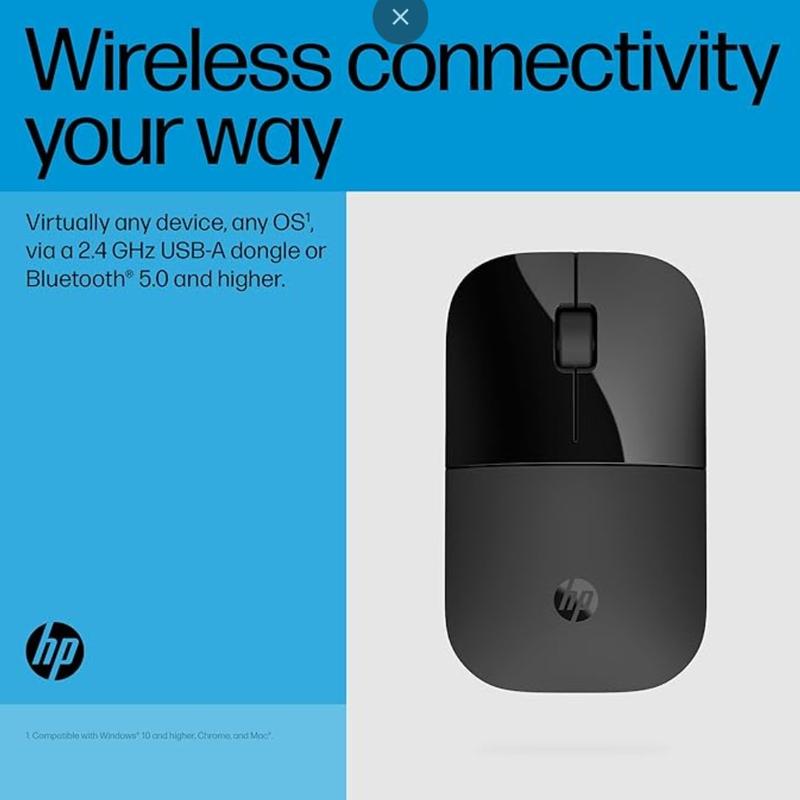 Wireless connectivity
your way
Virtually any device, any OS¹,
via a 2.4 GHz USB-A dongle or
Bluetooth® 5.0 and higher.
hp
hp
1. Compatible with Windows® 10 and higher, Chrome, and Mac®.